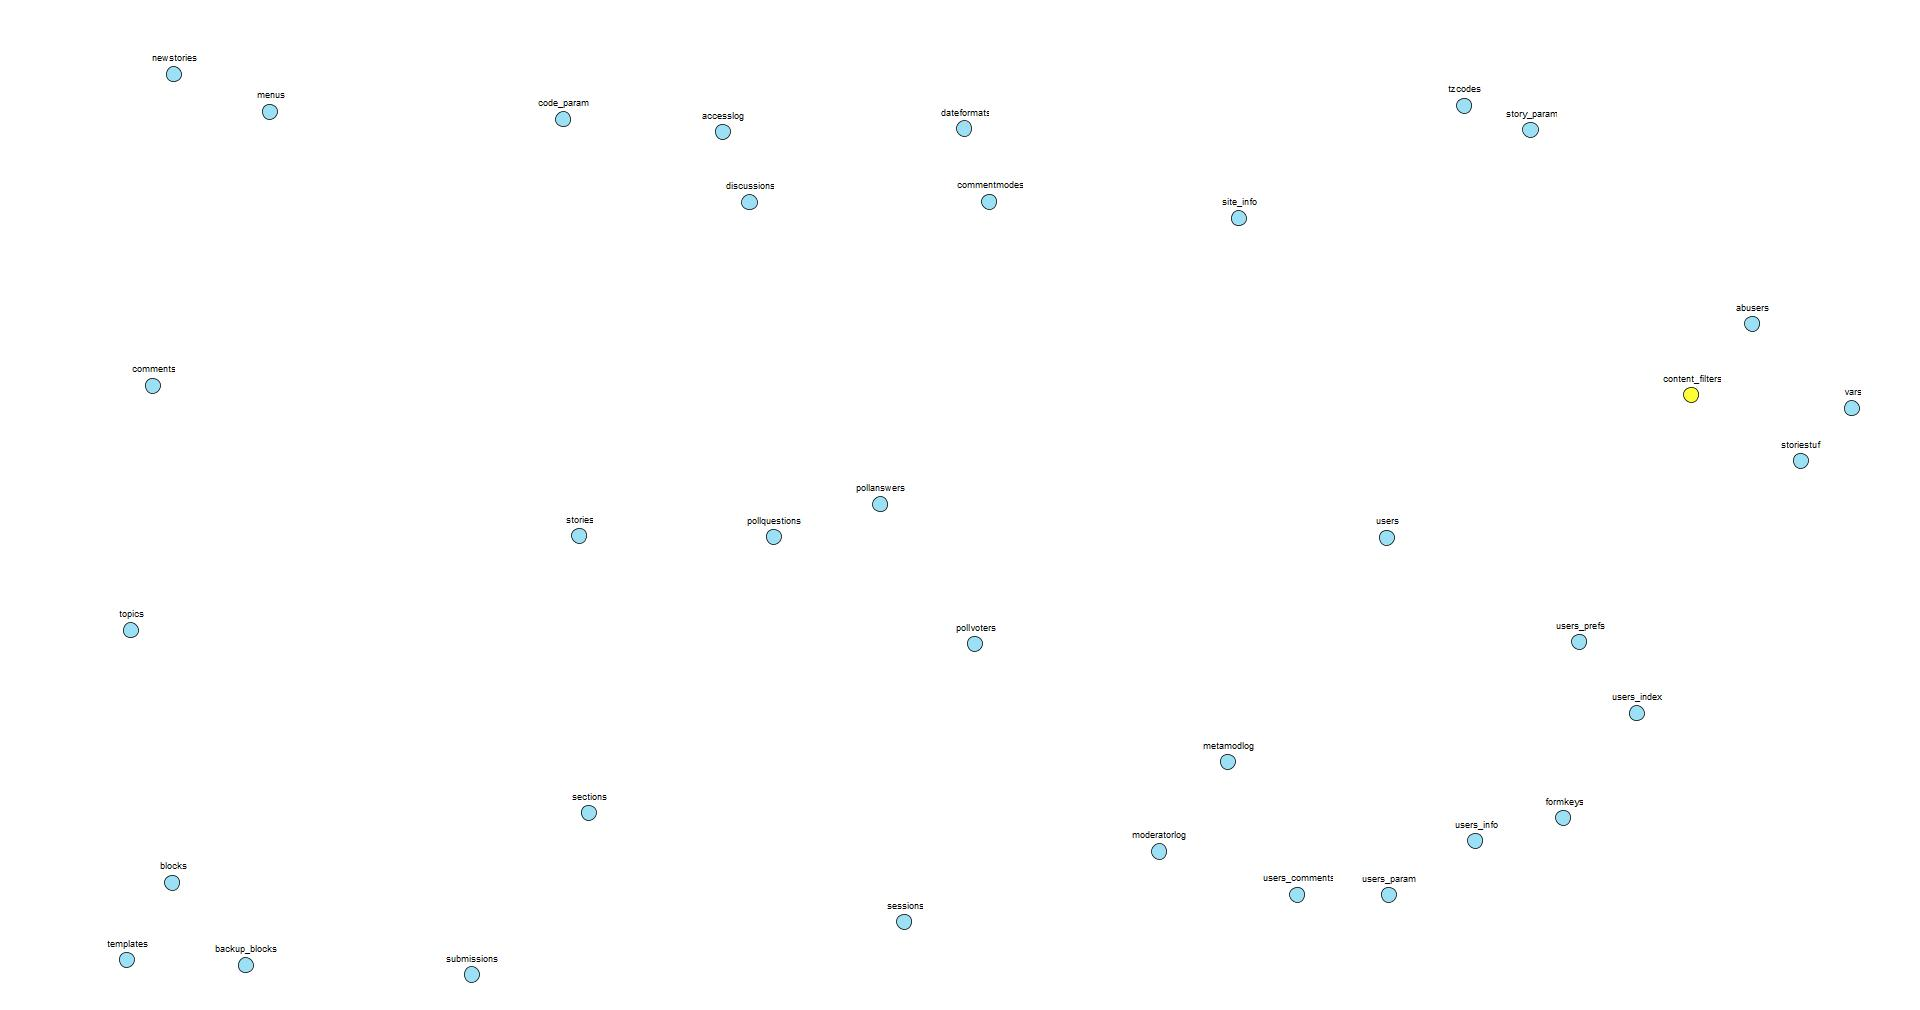 newstories
menus
code_param
accesslog
dateformats
tzcodes
story_param
discussions
commentmodes
site_info
abusers
comments
content_filters
vars
storiestuf
pollanswers
stories
pollquestions
users
topics
pollvoters
users_prefs
users_index
metamodlog
sections
formkeys
users_info
moderatorlog
blocks
users_comments
users_param
sessions
templates
backup_blocks
submissions